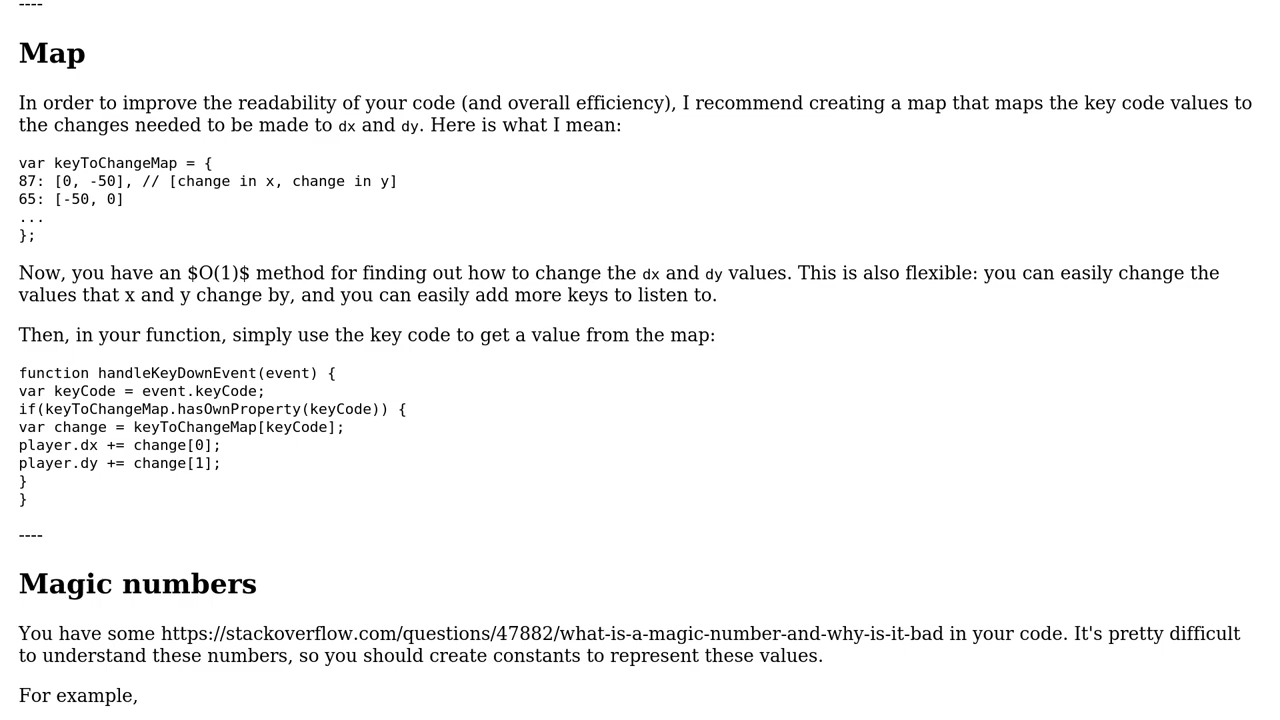 ----
Map
In order to improve the readability of your code (and overall efficiency), I recommend creating a map that maps the key code values to
the changes needed to be made to dx and dy. Here is what I mean:
var keyToChangeMap = {
87: [0, -50], // [change in x, change in y]
65: [-50, 0]
...
};
Now, you have an $O(1)$ method for finding out how to change the dx and dy values. This is also flexible: you can easily change the
values that x and y change by, and you can easily add more keys to listen to.
Then, in your function, simply use the key code to get a value from the map:
function handleKeyDownEvent(event) {
var keyCode = event.keyCode;
if(keyToChangeMap.hasOwnProperty(keyCode)) {
var change = keyToChangeMap[keyCode];
player.dx += change[0];
player.dy += change[1];
}
}
----
Magic numbers
You have some https://stackoverflow.com/questions/47882/what-is-a-magic-number-and-why-is-it-bad in your code. It's pretty difficult
to understand these numbers, so you should create constants to represent these values.
For example,